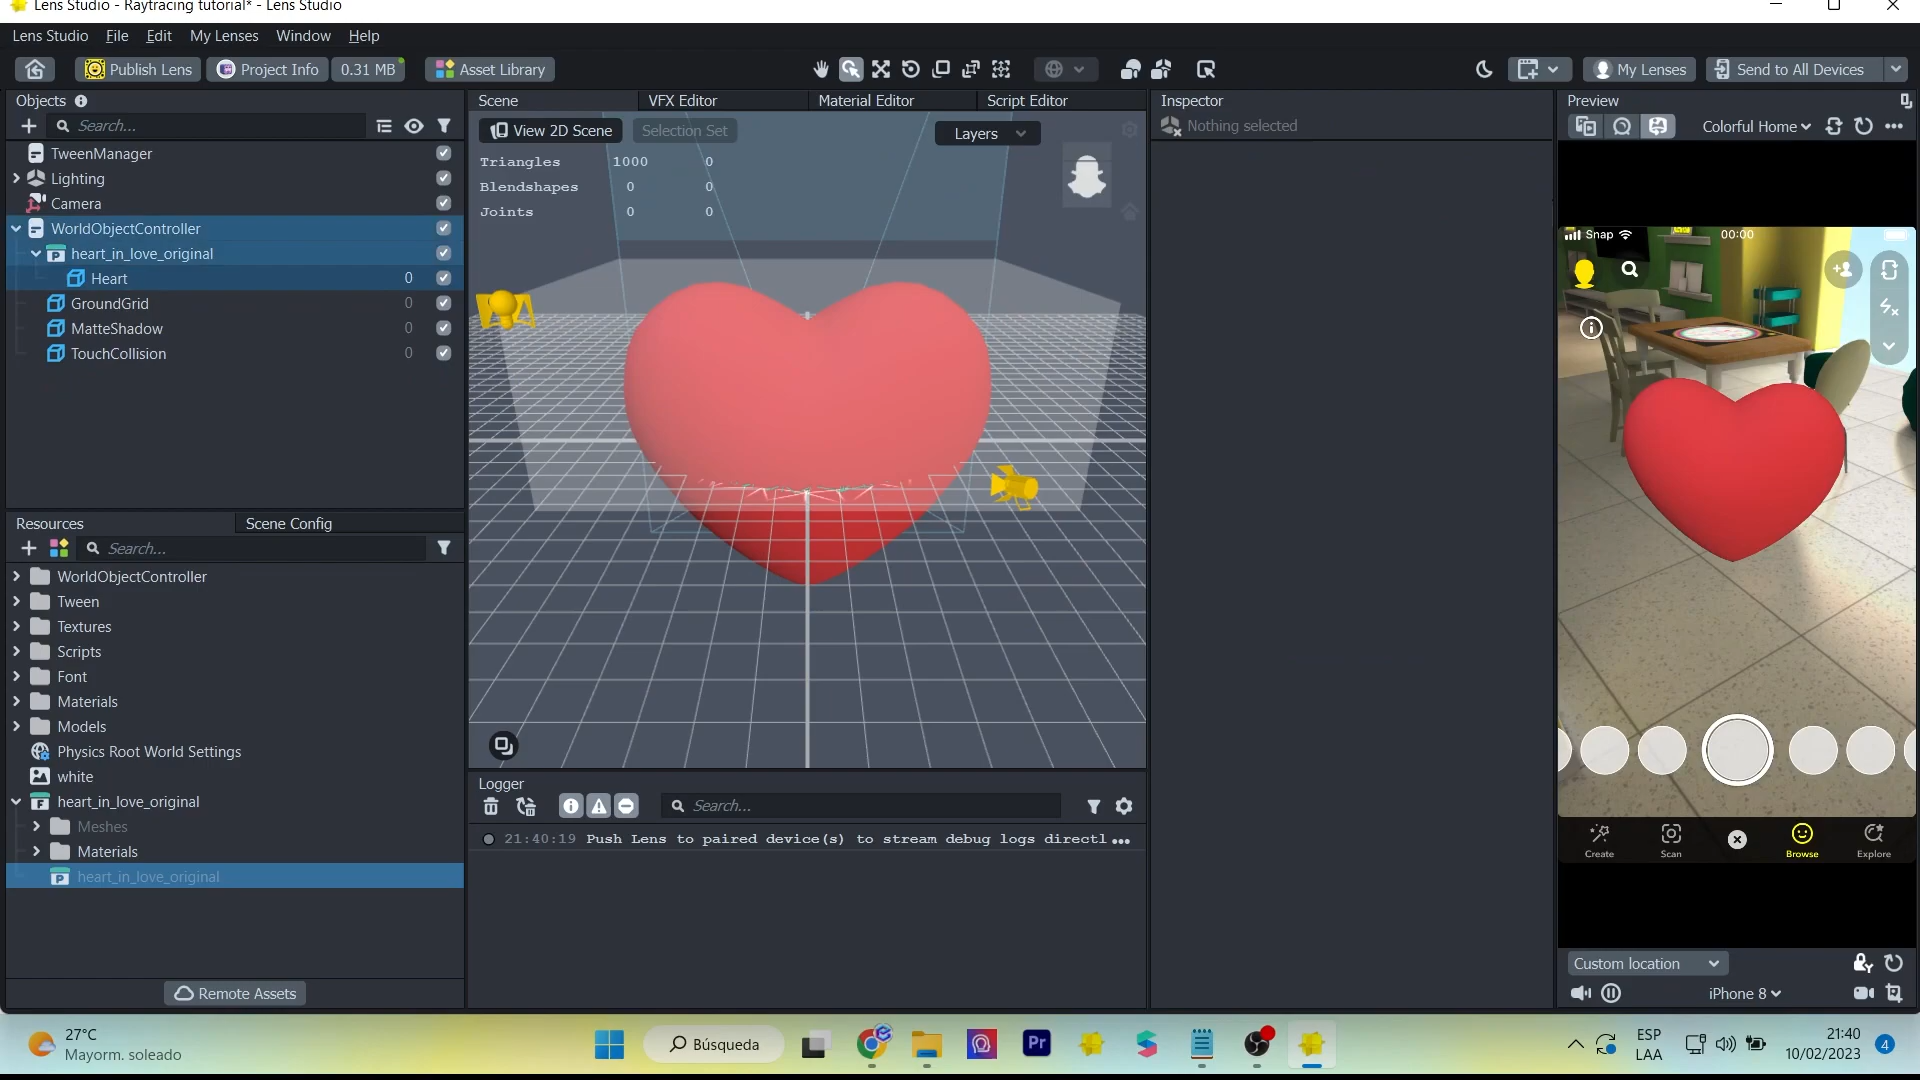 Lens Studio - Raytracing tutorial* - Lens Studio
Lens Studio File Edit My Lenses Window Help
Publish Lens Project Info 0.31 MB Asset Library My Lenses Send to All Devices
Objects
Search...
TweenManager
Lighting
Camera
WorldObjectController
heart_in_love_original
Heart 0
GroundGrid 0
MatteShadow 0
TouchCollision 0
Resources Scene Config
Search...
WorldObjectController
Tween
Textures
Scripts
Font
Materials
Models
Physics Root World Settings
white
heart_in_love_original
Meshes
Materials
heart_in_love_original
Remote Assets
Scene VFX Editor Material Editor Script Editor
View 2D Scene Selection Set Layers
Triangles 1000 0
Blendshapes 0 0
Joints 0 0
Logger
Search...
21:40:19 Push Lens to paired device(s) to stream debug logs directl
Inspector
Nothing selected
Preview
Colorful Home
Snap 00:00
Create Scan Browse Explore
Custom location
iPhone 8
27°C
Mayorm. soleado
Búsqueda
Pr
ESP
LAA
21:40
10/02/2023
4